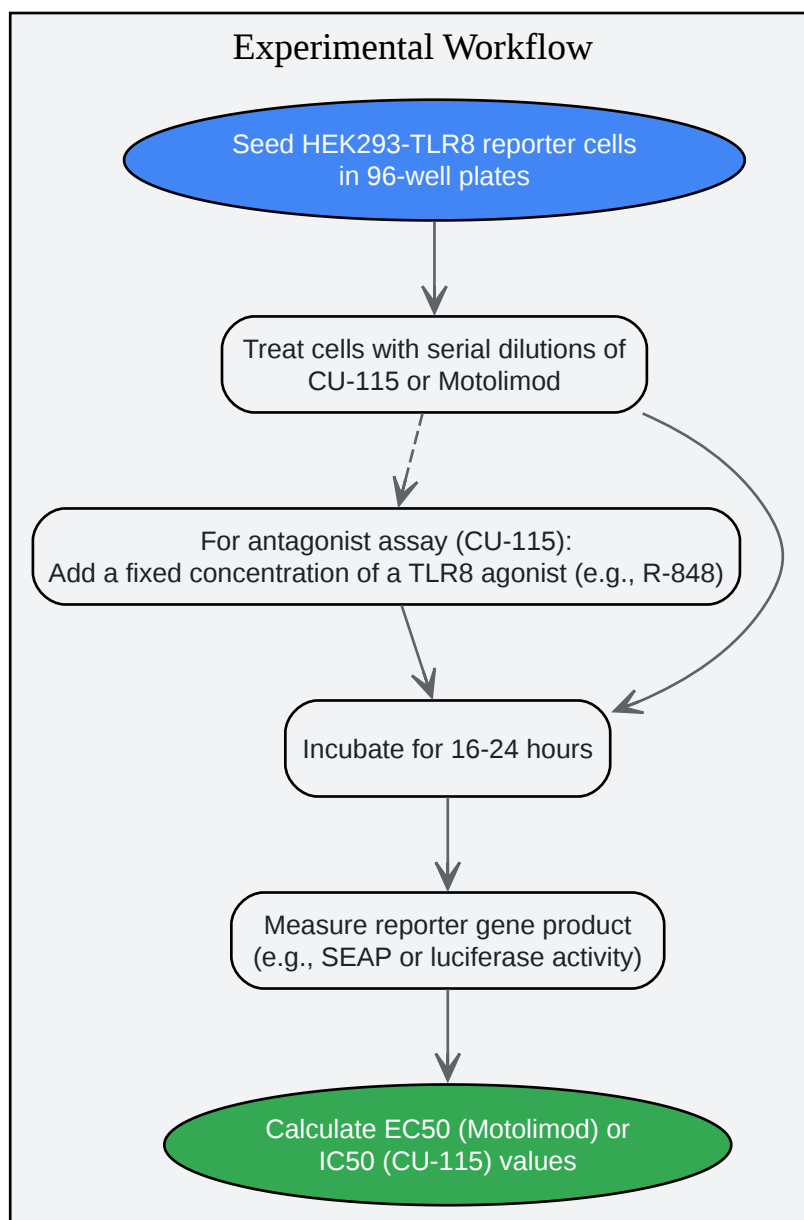 Experimental Workflow
Seed HEK293-TLR8 reporter cells
in 96-well plates
Treat cells with serial dilutions of
CU-115 or Motolimod
For antagonist assay (CU-115):
Add a fixed concentration of a TLR8 agonist (e.g., R-848)
Incubate for 16-24 hours
Measure reporter gene product
(e.g., SEAP or luciferase activity)
Calculate EC50 (Motolimod) or
IC50 (CU-115) values